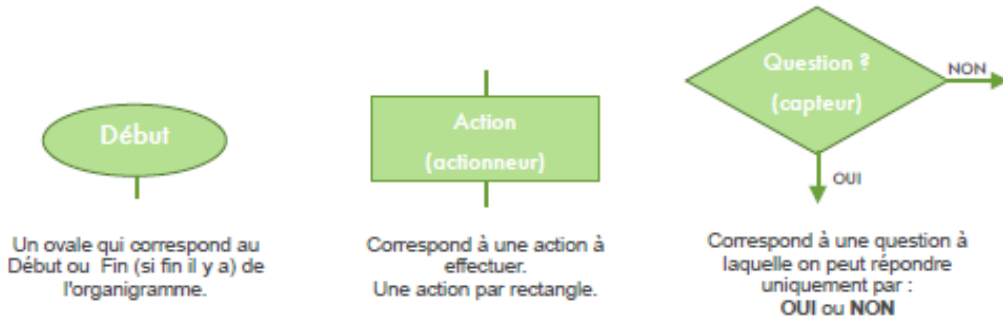 Début
Un ovale qui correspond au
Début ou Fin (si fin il y a) de
l'organigramme.
Action
(actionneur)
Correspond à une action à
effectuer.
Une action par rectangle.
Question ?
(capteur)
NON
OUI
Correspond à une question à
laquelle on peut répondre
uniquement par :
OUI ou NON